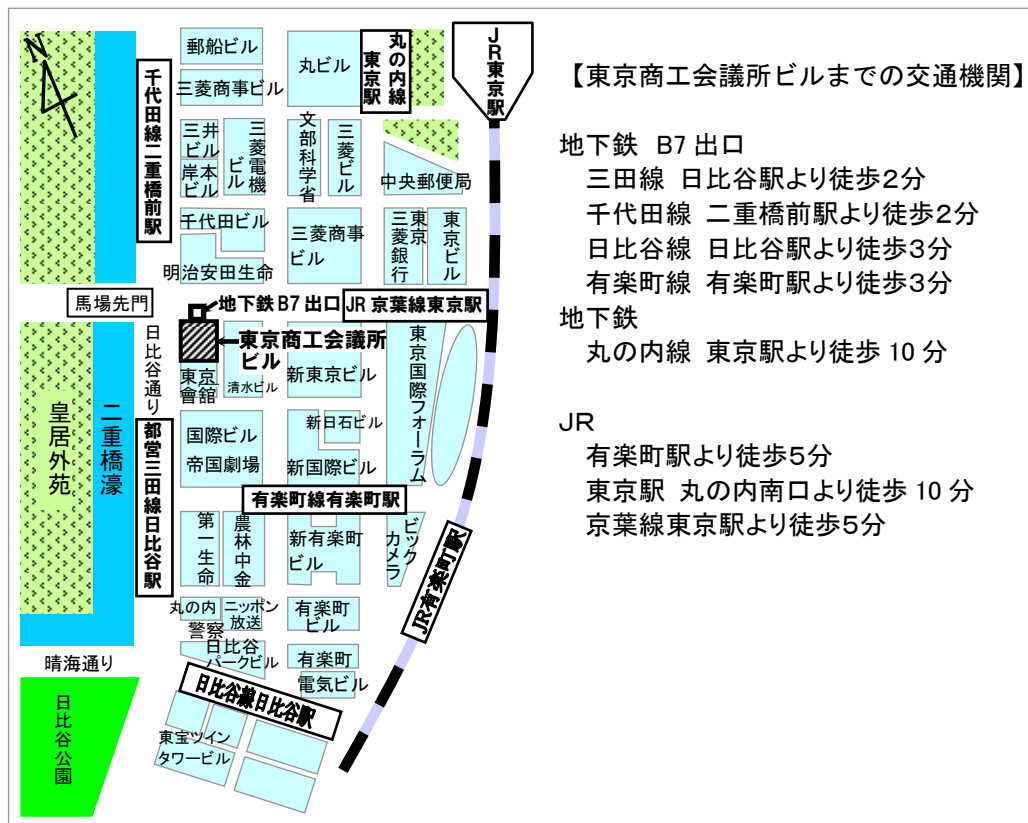 N
郵船ビル
三菱商事ビル
丸ビル
丸の内線
東京駅
JR東京駅
千代田線二重橋前駅
三井
ビル
岸本
ビル
三菱電機
ビル
文部科学省
三菱ビル
中央郵便局
千代田ビル
明治安田生命
三菱商事
ビル
東京
三菱銀行
東京ビル
馬場先門
地下鉄B7出口
JR京葉線東京駅
東京商工会議所
ビル
日比谷通り
東京
會舘
清水ビル
新東京ビル
東京国際フォーラム
皇居外苑
二重橋濠
都営三田線日比谷駅
国際ビル
帝国劇場
新日石ビル
新国際ビル
有楽町線有楽町駅
第一生命
農林中金
新有楽町
ビル
ビック
カメラ
JR有楽町駅
丸の内
警察
ニッポン
放送
有楽町
ビル
日比谷
パークビル
有楽町
電気ビル
晴海通り
日比谷線日比谷駅
日比谷公園
東宝ツイン
タワービル
【東京商工会議所ビルまでの交通機関】
地下鉄 B7出口
三田線 日比谷駅より徒歩2分
千代田線 二重橋前駅より徒歩2分
日比谷線 日比谷駅より徒歩3分
有楽町線 有楽町駅より徒歩3分
地下鉄
丸の内線 東京駅より徒歩 10 分
JR
有楽町駅より徒歩5分
東京駅 丸の内南口より徒歩 10 分
京葉線東京駅より徒歩5分